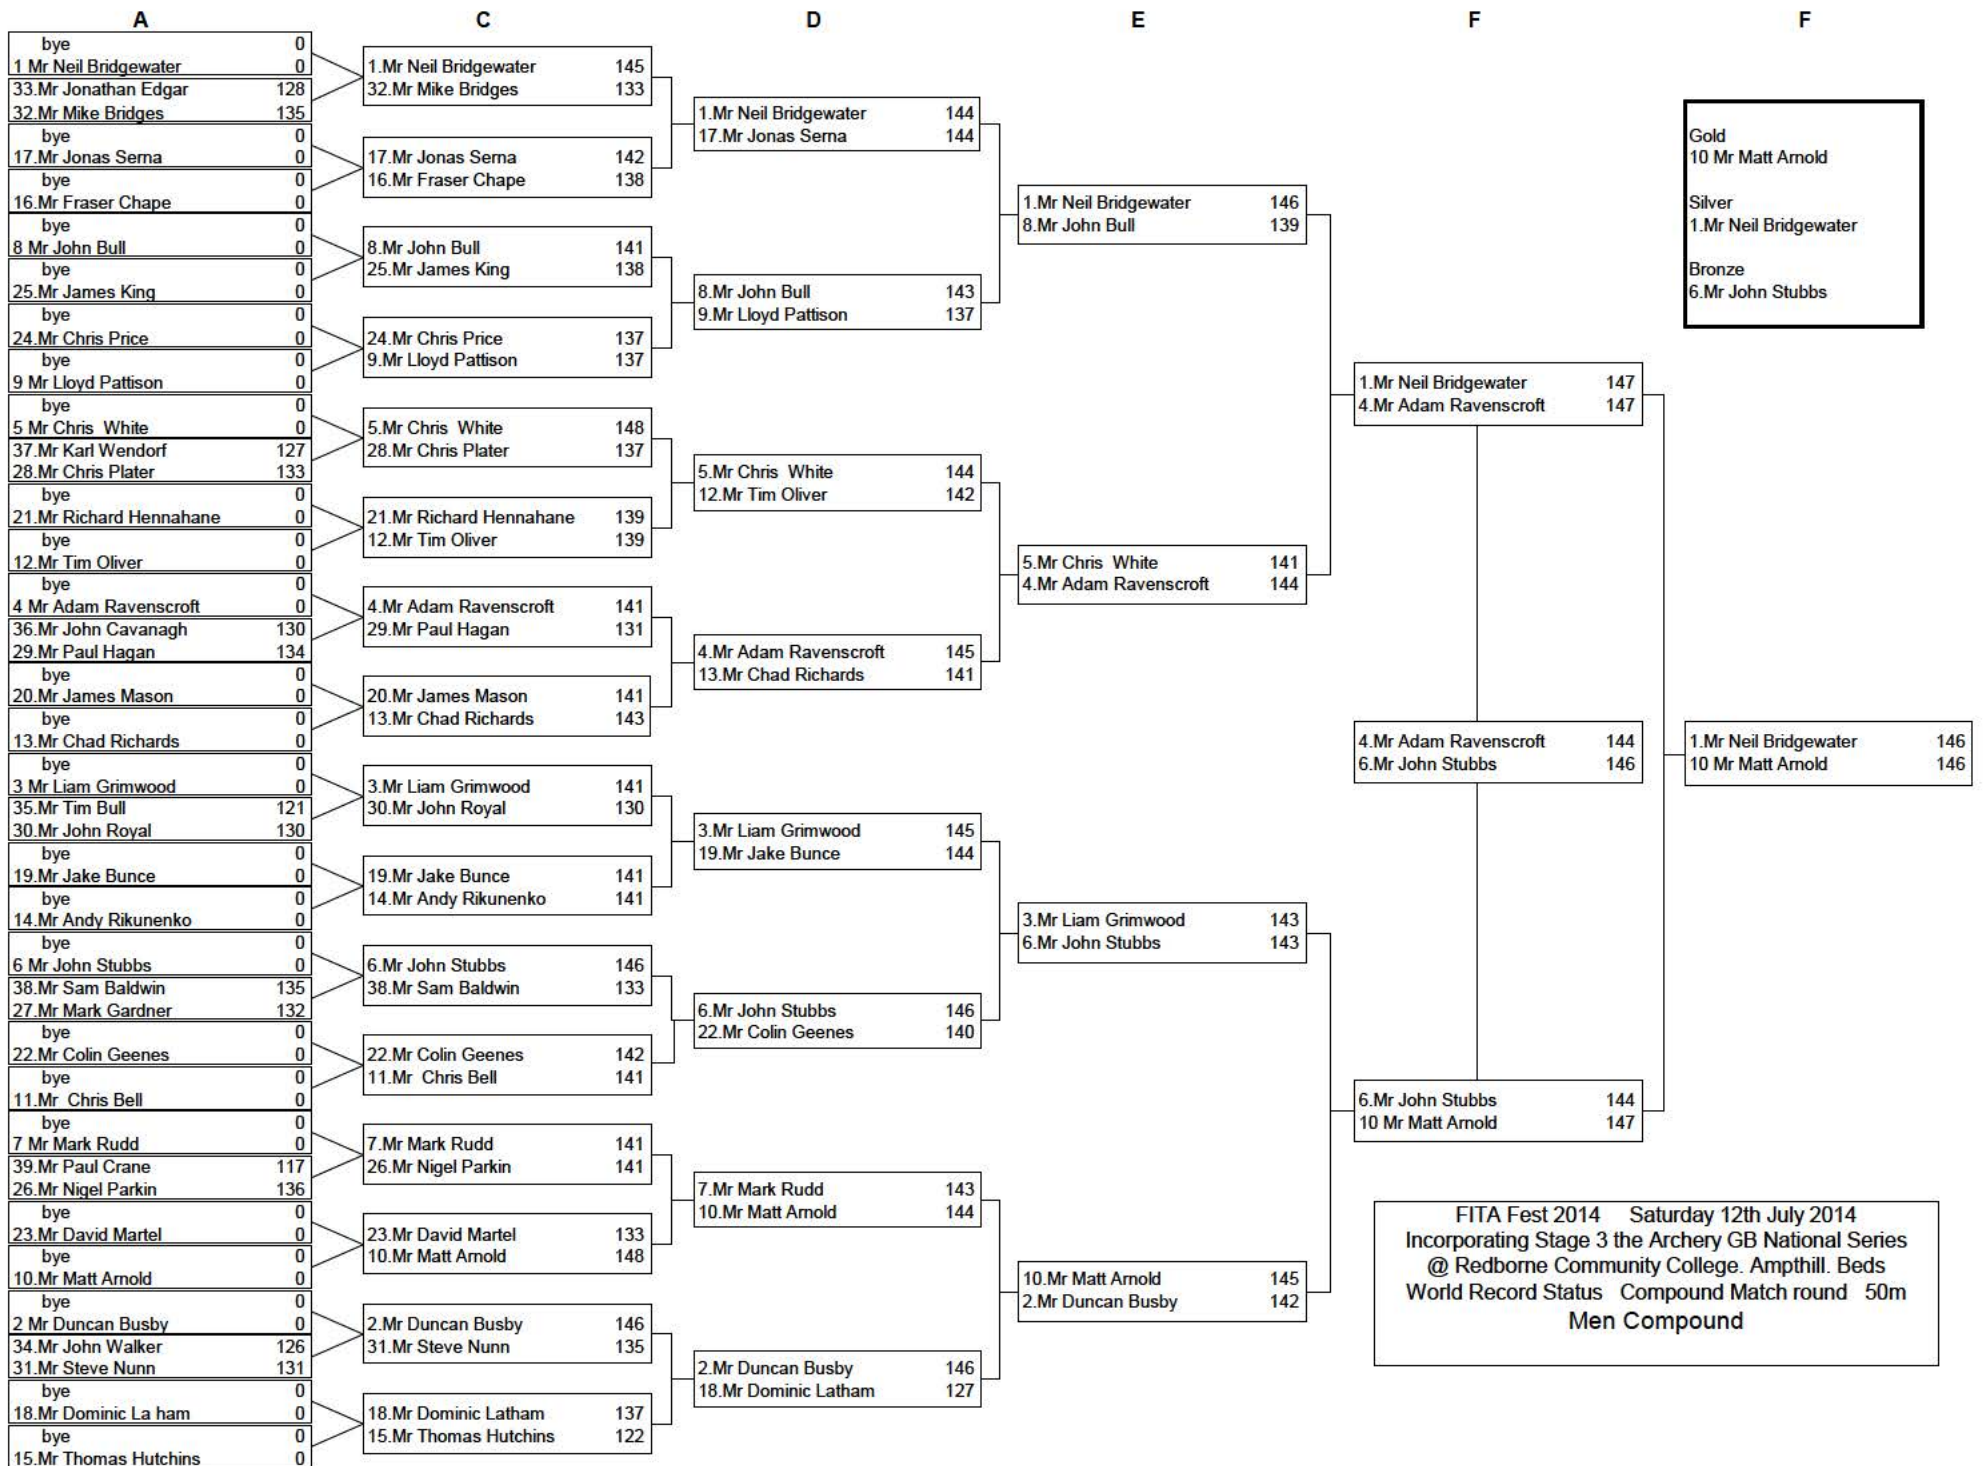 A C D E F F
bye 0
1 Mr Neil Bridgewater 0
33.Mr Jonathan Edgar 128
32.Mr Mike Bridges 135
bye 0
17.Mr Jonas Serna 0
bye 0
16.Mr Fraser Chape 0
bye 0
8 Mr John Bull 0
bye 0
25.Mr James King 0
bye 0
24.Mr Chris Price 0
bye 0
9 Mr Lloyd Pattison 0
bye 0
5 Mr Chris White 0
37.Mr Karl Wendorf 127
28.Mr Chris Plater 133
bye 0
21.Mr Richard Hennahane 0
bye 0
12.Mr Tim Oliver 0
bye 0
4 Mr Adam Ravenscroft 0
36.Mr John Cavanagh 130
29.Mr Paul Hagan 134
bye 0
20.Mr James Mason 0
bye 0
13.Mr Chad Richards 0
bye 0
3 Mr Liam Grimwood 0
35.Mr Tim Bull 121
30.Mr John Royal 130
bye 0
19.Mr Jake Bunce 0
bye 0
14.Mr Andy Rikunenko 0
bye 0
6 Mr John Stubbs 0
38.Mr Sam Baldwin 135
27.Mr Mark Gardner 132
bye 0
22.Mr Colin Geenes 0
bye 0
11.Mr Chris Bell 0
bye 0
7 Mr Mark Rudd 0
39.Mr Paul Crane 117
26.Mr Nigel Parkin 136
bye 0
23.Mr David Martel 0
bye 0
10.Mr Matt Arnold 0
bye 0
2 Mr Duncan Busby 0
34.Mr John Walker 126
31.Mr Steve Nunn 131
bye 0
18.Mr Dominic La ham 0
bye 0
15.Mr Thomas Hutchins 0
1.Mr Neil Bridgewater 145
32.Mr Mike Bridges 133
17.Mr Jonas Serna 142
16.Mr Fraser Chape 138
8.Mr John Bull 141
25.Mr James King 138
24.Mr Chris Price 137
9.Mr Lloyd Pattison 137
5.Mr Chris White 148
28.Mr Chris Plater 137
21.Mr Richard Hennahane 139
12.Mr Tim Oliver 139
4.Mr Adam Ravenscroft 141
29.Mr Paul Hagan 131
20.Mr James Mason 141
13.Mr Chad Richards 143
3.Mr Liam Grimwood 141
30.Mr John Royal 130
19.Mr Jake Bunce 141
14.Mr Andy Rikunenko 141
6.Mr John Stubbs 146
38.Mr Sam Baldwin 133
22.Mr Colin Geenes 142
11.Mr Chris Bell 141
7.Mr Mark Rudd 141
26.Mr Nigel Parkin 141
23.Mr David Martel 133
10.Mr Matt Arnold 148
2.Mr Duncan Busby 146
31.Mr Steve Nunn 135
18.Mr Dominic Latham 137
15.Mr Thomas Hutchins 122
1.Mr Neil Bridgewater 144
17.Mr Jonas Serna 144
8.Mr John Bull 143
9.Mr Lloyd Pattison 137
5.Mr Chris White 144
12.Mr Tim Oliver 142
4.Mr Adam Ravenscroft 145
13.Mr Chad Richards 141
3.Mr Liam Grimwood 145
19.Mr Jake Bunce 144
6.Mr John Stubbs 146
22.Mr Colin Geenes 140
7.Mr Mark Rudd 143
10.Mr Matt Arnold 144
2.Mr Duncan Busby 146
18.Mr Dominic Latham 127
1.Mr Neil Bridgewater 146
8.Mr John Bull 139
5.Mr Chris White 141
4.Mr Adam Ravenscroft 144
3.Mr Liam Grimwood 143
6.Mr John Stubbs 143
10.Mr Matt Arnold 145
2.Mr Duncan Busby 142
1.Mr Neil Bridgewater 147
4.Mr Adam Ravenscroft 147
4.Mr Adam Ravenscroft 144
6.Mr John Stubbs 146
6.Mr John Stubbs 144
10 Mr Matt Arnold 147
1.Mr Neil Bridgewater 146
10 Mr Matt Arnold 146
Gold
10 Mr Matt Arnold
Silver
1.Mr Neil Bridgewater
Bronze
6.Mr John Stubbs
FITA Fest 2014 Saturday 12th July 2014
Incorporating Stage 3 the Archery GB National Series
@ Redborne Community College. Ampthill. Beds
World Record Status Compound Match round 50m
Men Compound